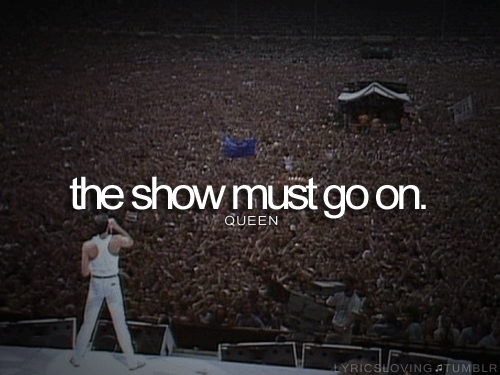 the show must go on.
QUEEN
LYRICSLOVING ♫TUMBLR